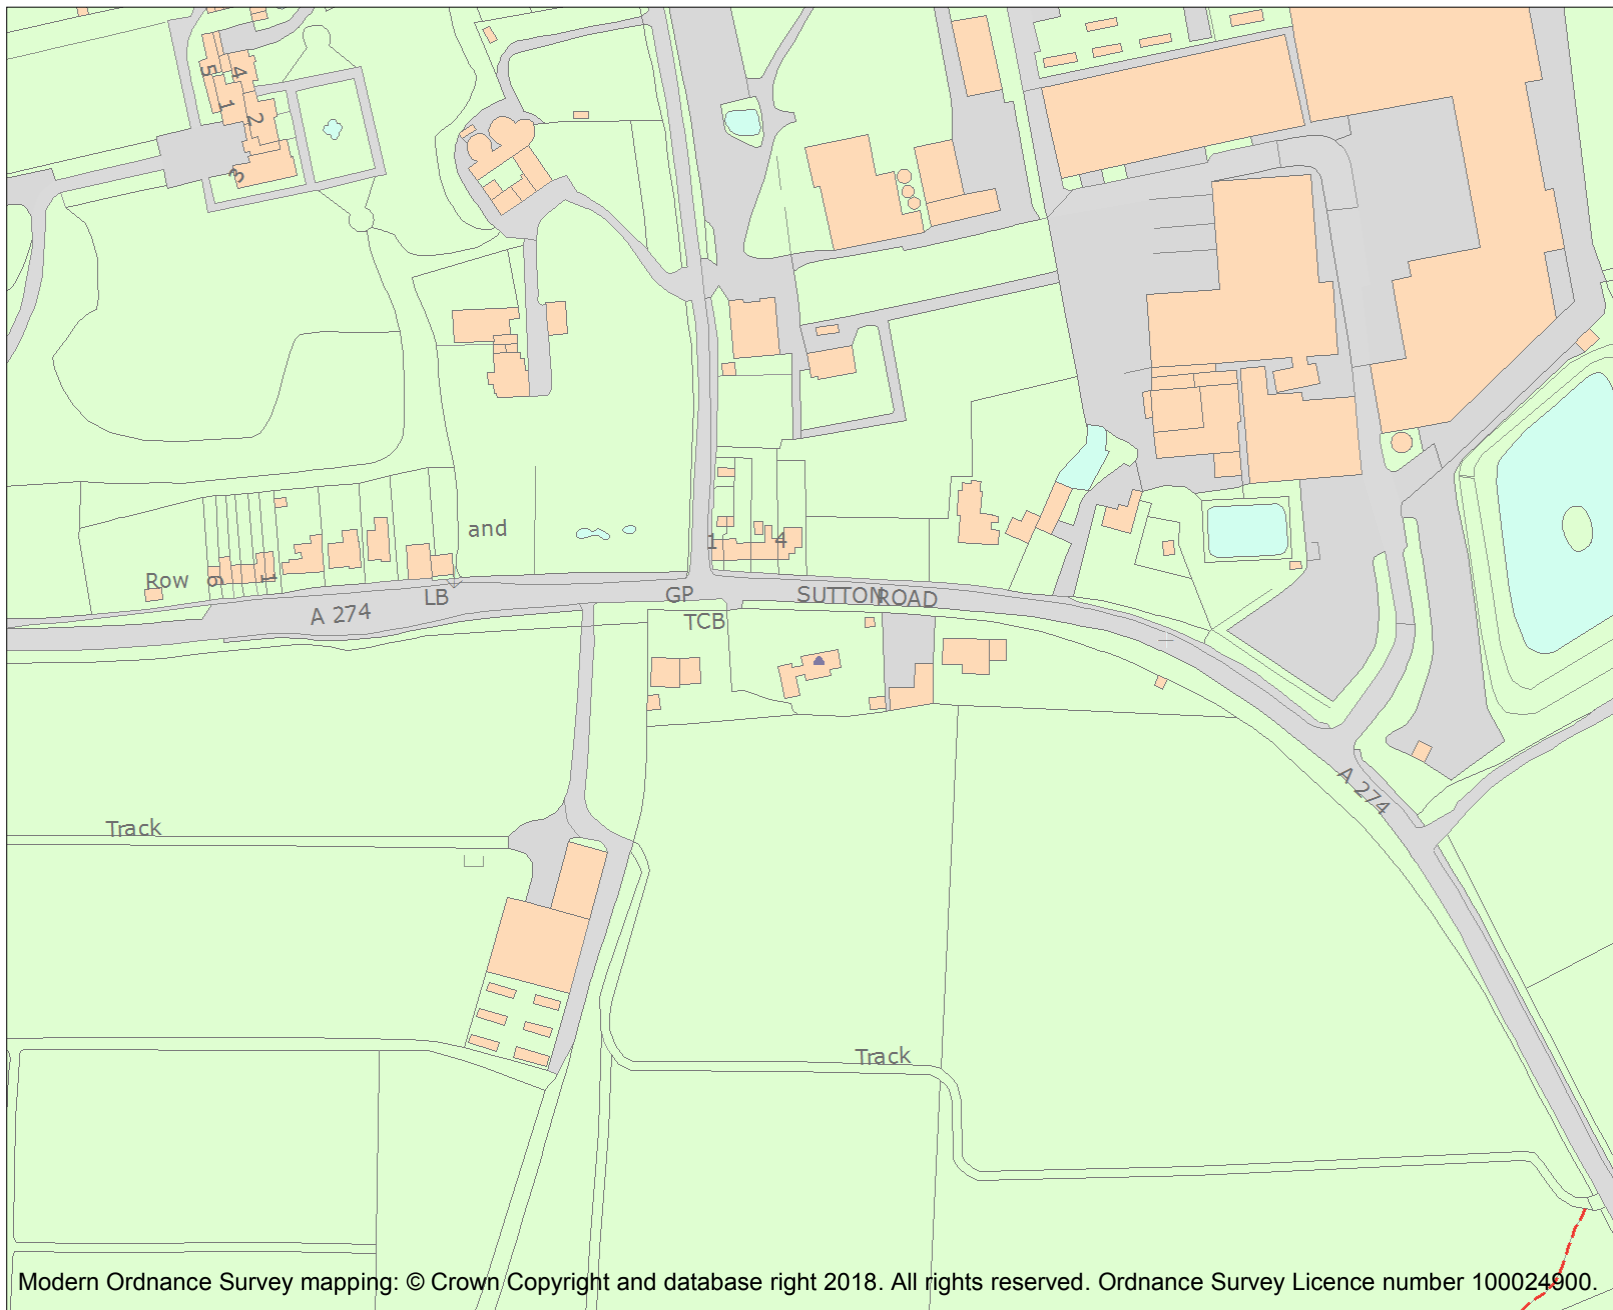 5
4
1
2
3
and
1
4
Row
6
1
LB
A 274
GP
SUTTON ROAD
TCB
A 274
Track
Track
Modern Ordnance Survey mapping: © Crown Copyright and database right 2018. All rights reserved. Ordnance Survey Licence number 100024900.